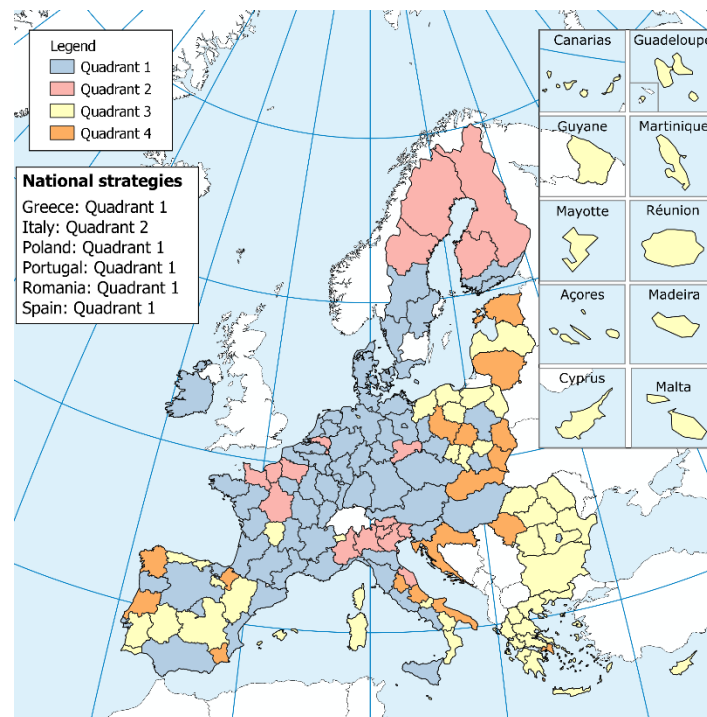 Legend
Quadrant 1
Quadrant 2
Quadrant 3
Quadrant 4
National strategies
Greece: Quadrant 1
Italy: Quadrant 2
Poland: Quadrant 1
Portugal: Quadrant 1
Romania: Quadrant 1
Spain: Quadrant 1
Canarias
Guadeloupe
Guyane
Martinique
Mayotte
Réunion
Açores
Madeira
Cyprus
Malta